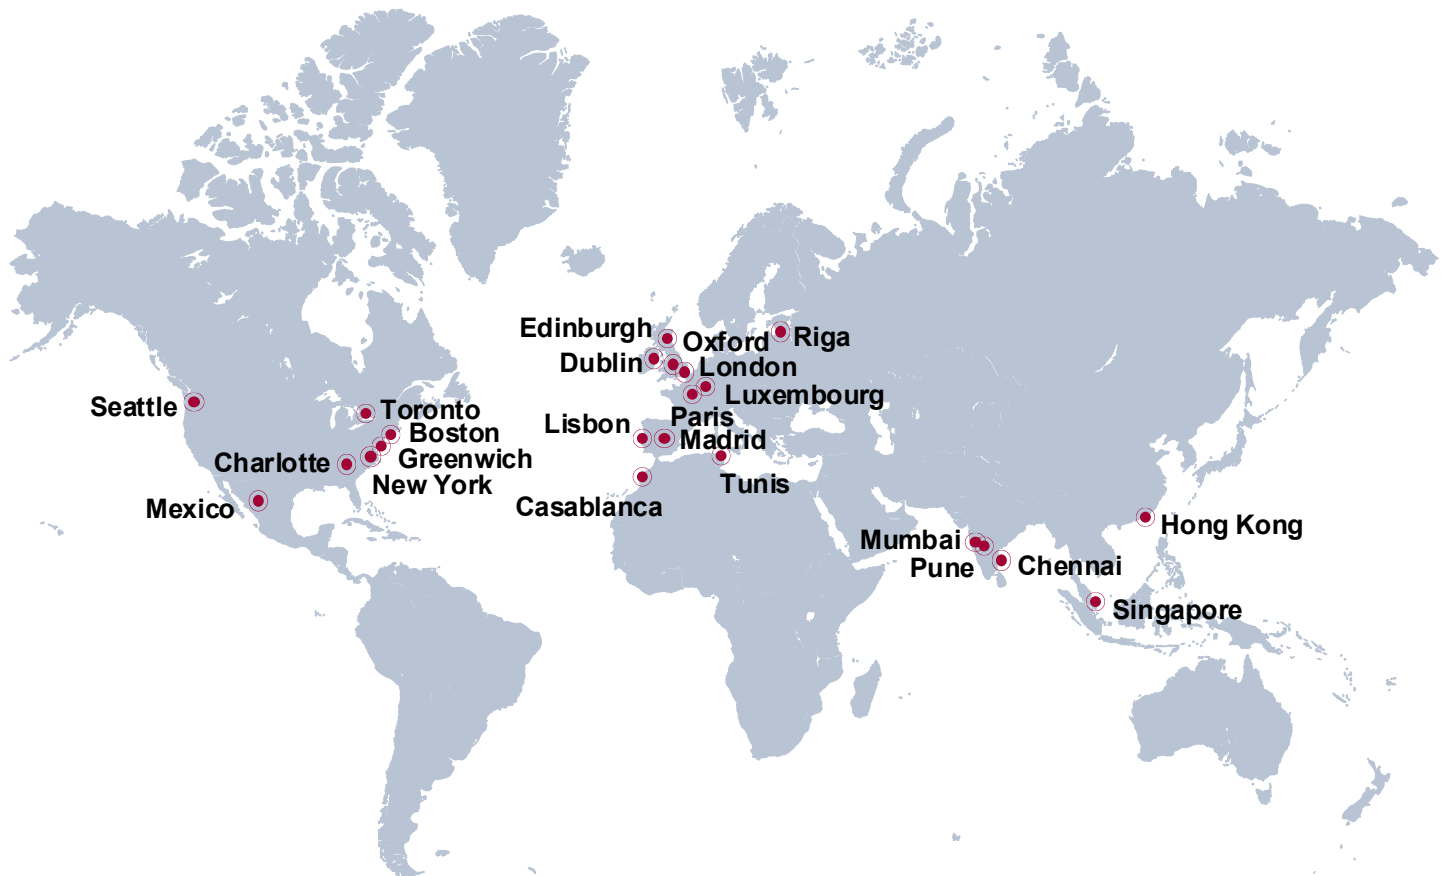 Edinburgh
Oxford
Riga
Dublin
London
Luxembourg
Seattle
Toronto
Paris
Lisbon
Boston
Madrid
Charlotte
Greenwich
New York
Tunis
Mexico
Casablanca
Hong Kong
Mumbai
Pune
Chennai
Singapore